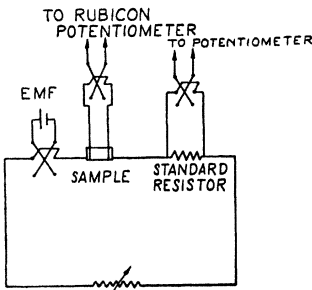 TO RUBICON
POTENTIOMETER
TO POTENTIOMETER
EMF
SAMPLE
STANDARD
RESISTOR